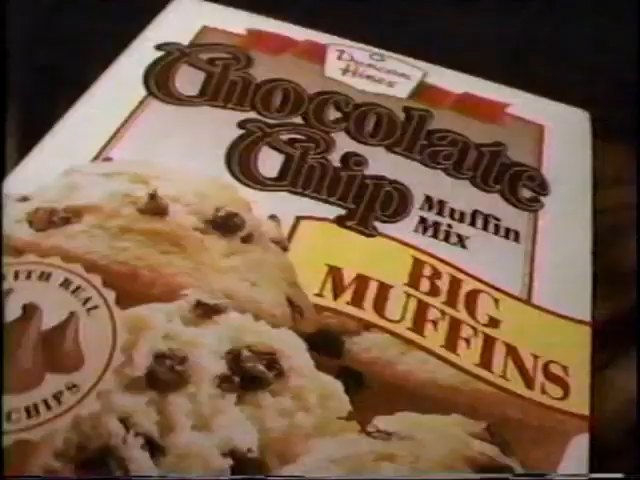 Duncan
Hines
Chocolate
Chip
Muffin
Mix
BIG
MUFFINS
WITH REAL
CHIPS